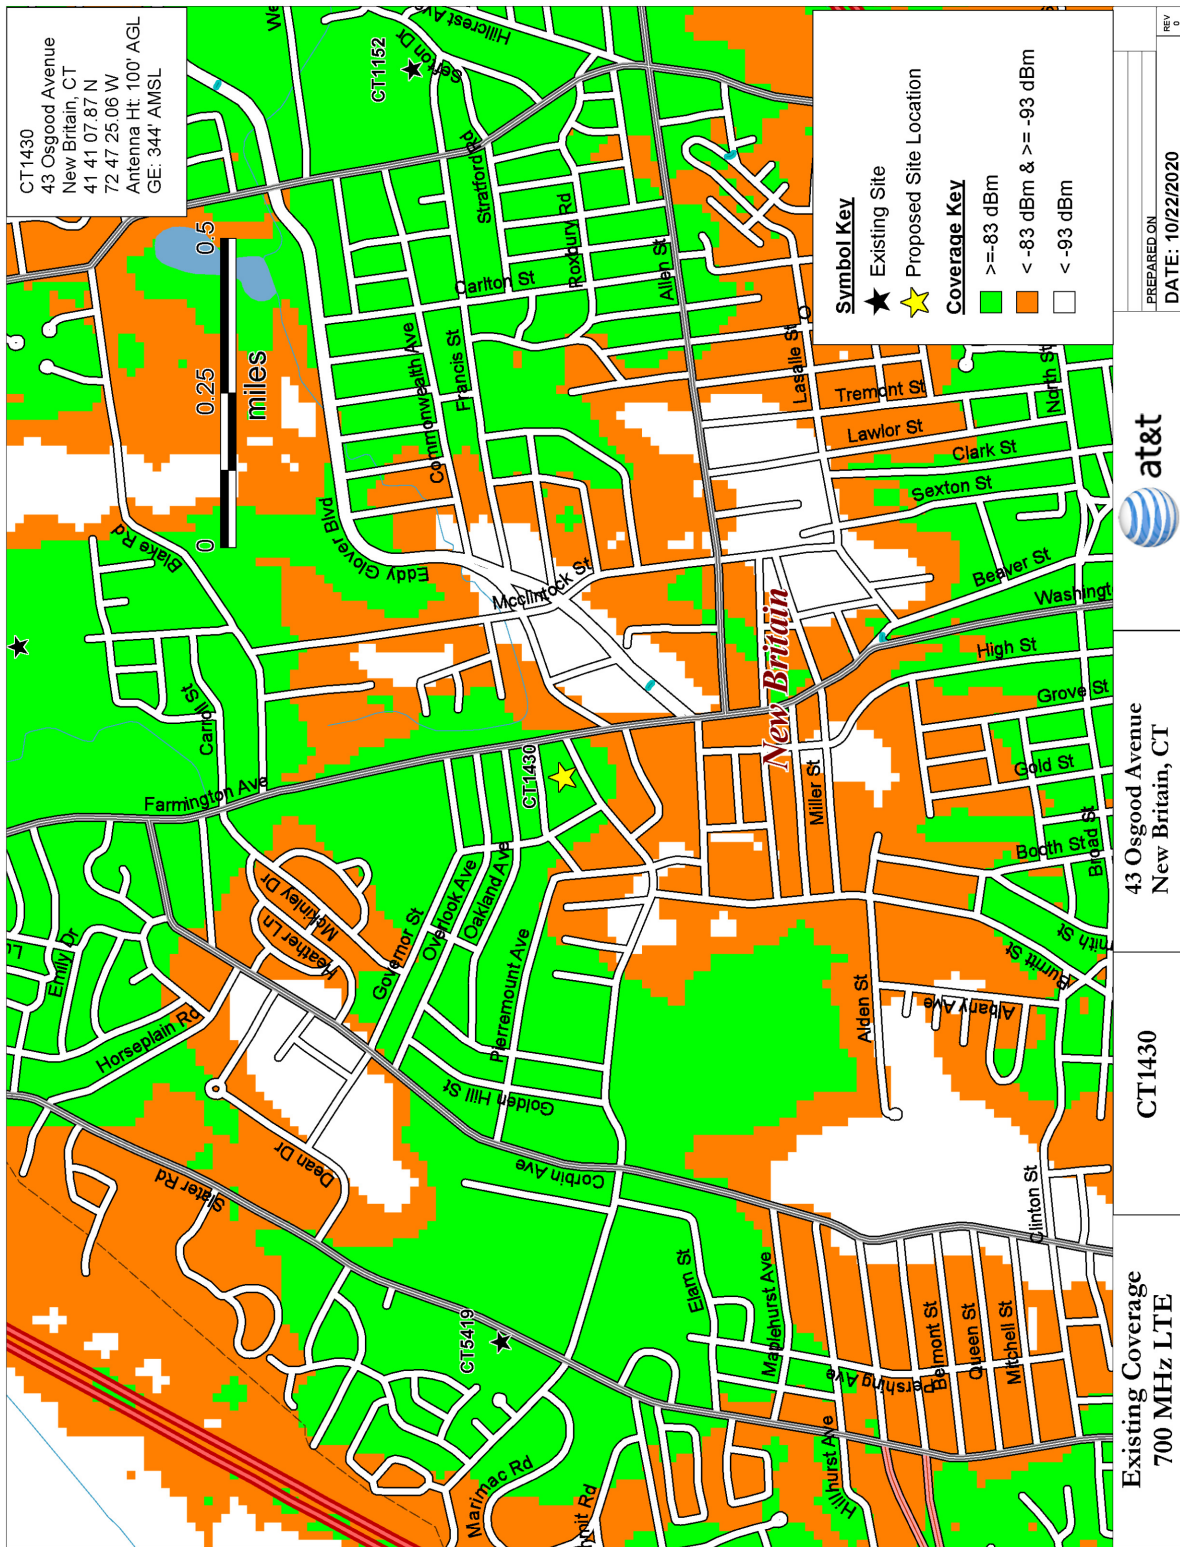 CT1430
43 Osgood Avenue
New Britain, CT
41 41 07.87 N
72 47 25.06 W
Antenna Ht: 100' AGL
GE: 344' AMSL
0
0.25
0.5
miles
We
Hillcrest Ave
Sefton Dr
CT1152
Stratford Rd
Roxbury Rd
Carlton St
Allen St
Commonwealth Ave
Francis St
Eddy Glover Blvd
Mcclintock St
Blake Rd
Carroll St
Farmington Ave
CT1430
New Britain
Lasalle St
Tremont St
Lawlor St
Clark St
North St
Sexton St
Beaver St
Washingt
High St
Grove St
Gold St
Miller St
Booth St
Broad St
mith St
Burritt St
Albany Ave
Alden St
Clinton St
Lu
Emily Dr
Horseplain Rd
Mckinley Dr
Heather Ln
Governor St
Overlook Ave
Oakland Ave
Pierremount Ave
Golden Hill St
Corbin Ave
Dean Dr
Slater Rd
CT5419
Elam St
Maplehurst Ave
Pershing Ave
Belmont St
Queen St
Mitchell St
Hillhurst Ave
Marimac Rd
mmit Rd
Symbol Key
Existing Site
Proposed Site Location
Coverage Key
>=-83 dBm
< -83 dBm & >= -93 dBm
< -93 dBm
Existing Coverage
700 MHz LTE
CT1430
43 Osgood Avenue
New Britain, CT
at&t
PREPARED ON
DATE: 10/22/2020
REV
0